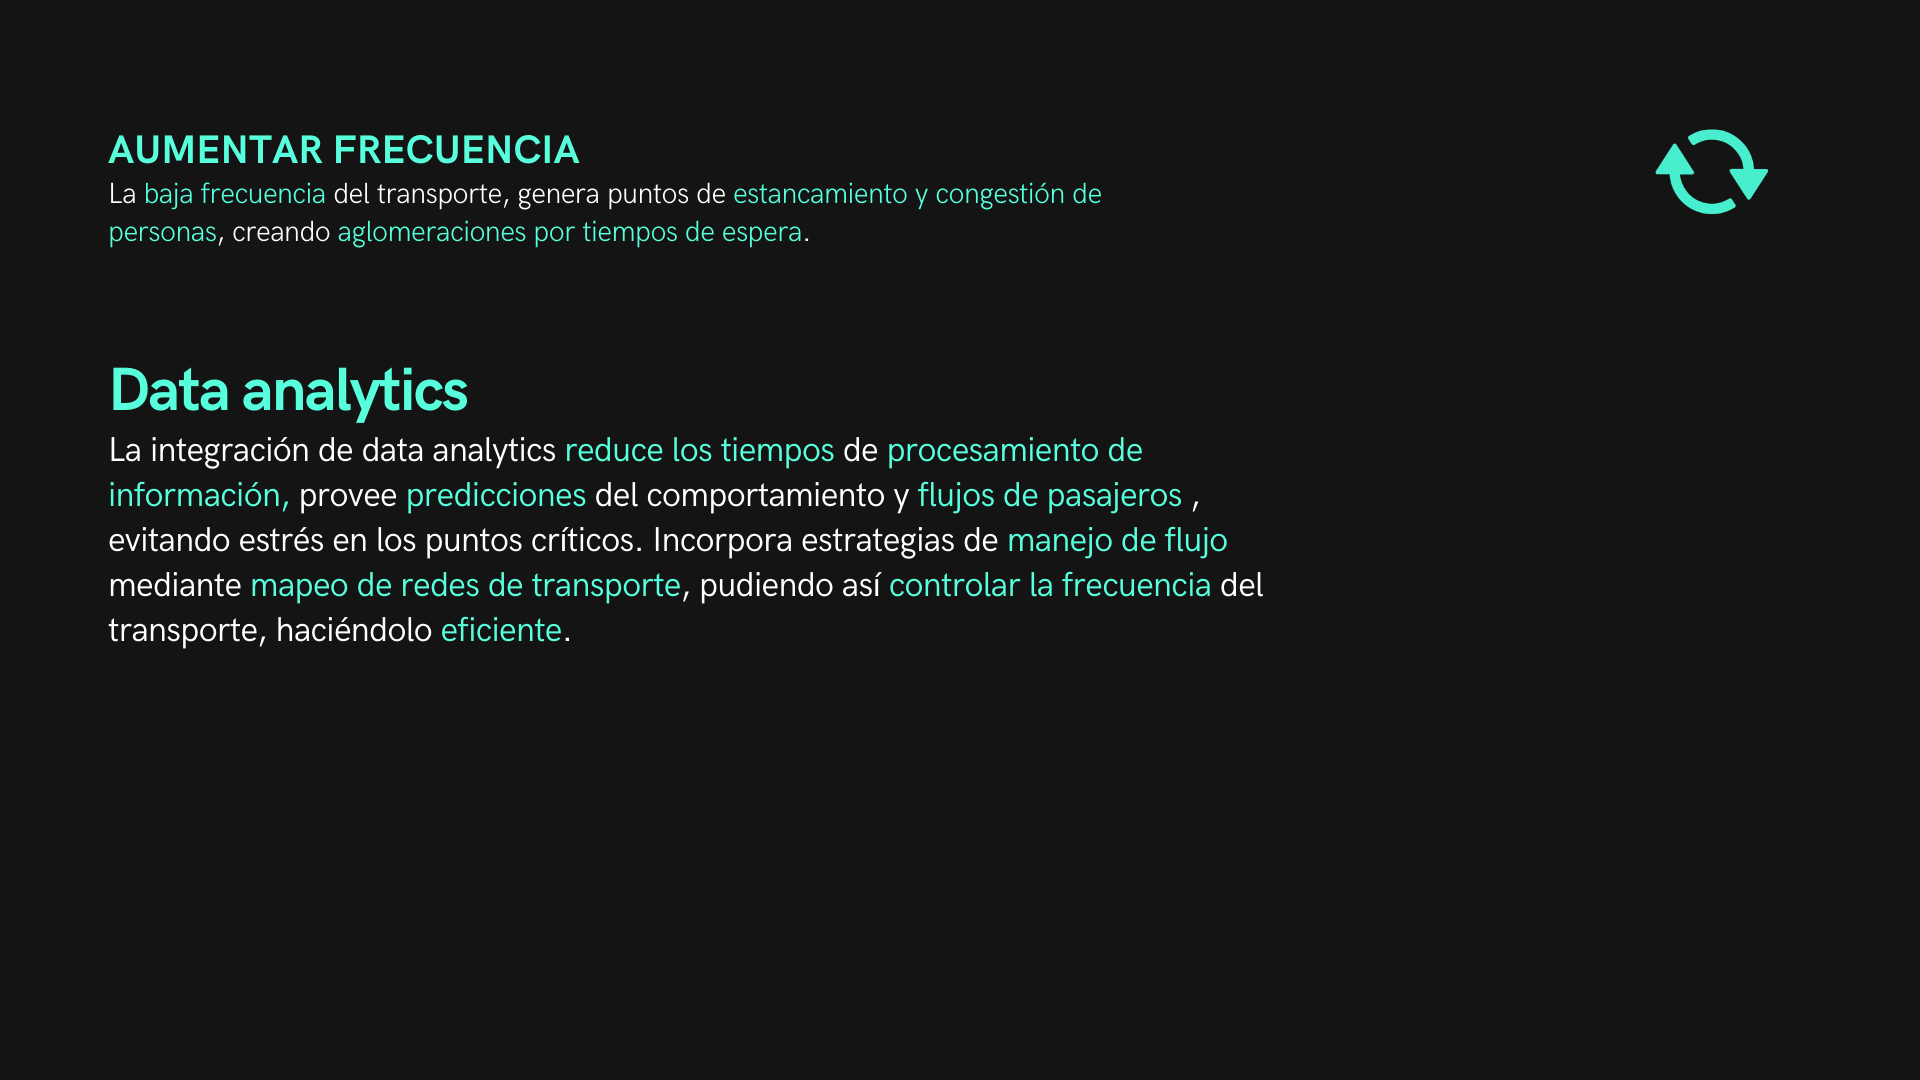 AUMENTAR FRECUENCIA
La baja frecuencia del transporte, genera puntos de estancamiento y congestión de
personas, creando aglomeraciones por tiempos de espera.
Data analytics
La integración de data analytics reduce los tiempos de procesamiento de
información, provee predicciones del comportamiento y flujos de pasajeros ,
evitando estrés en los puntos críticos. Incorpora estrategias de manejo de flujo
mediante mapeo de redes de transporte, pudiendo así controlar la frecuencia del
transporte, haciéndolo eficiente.